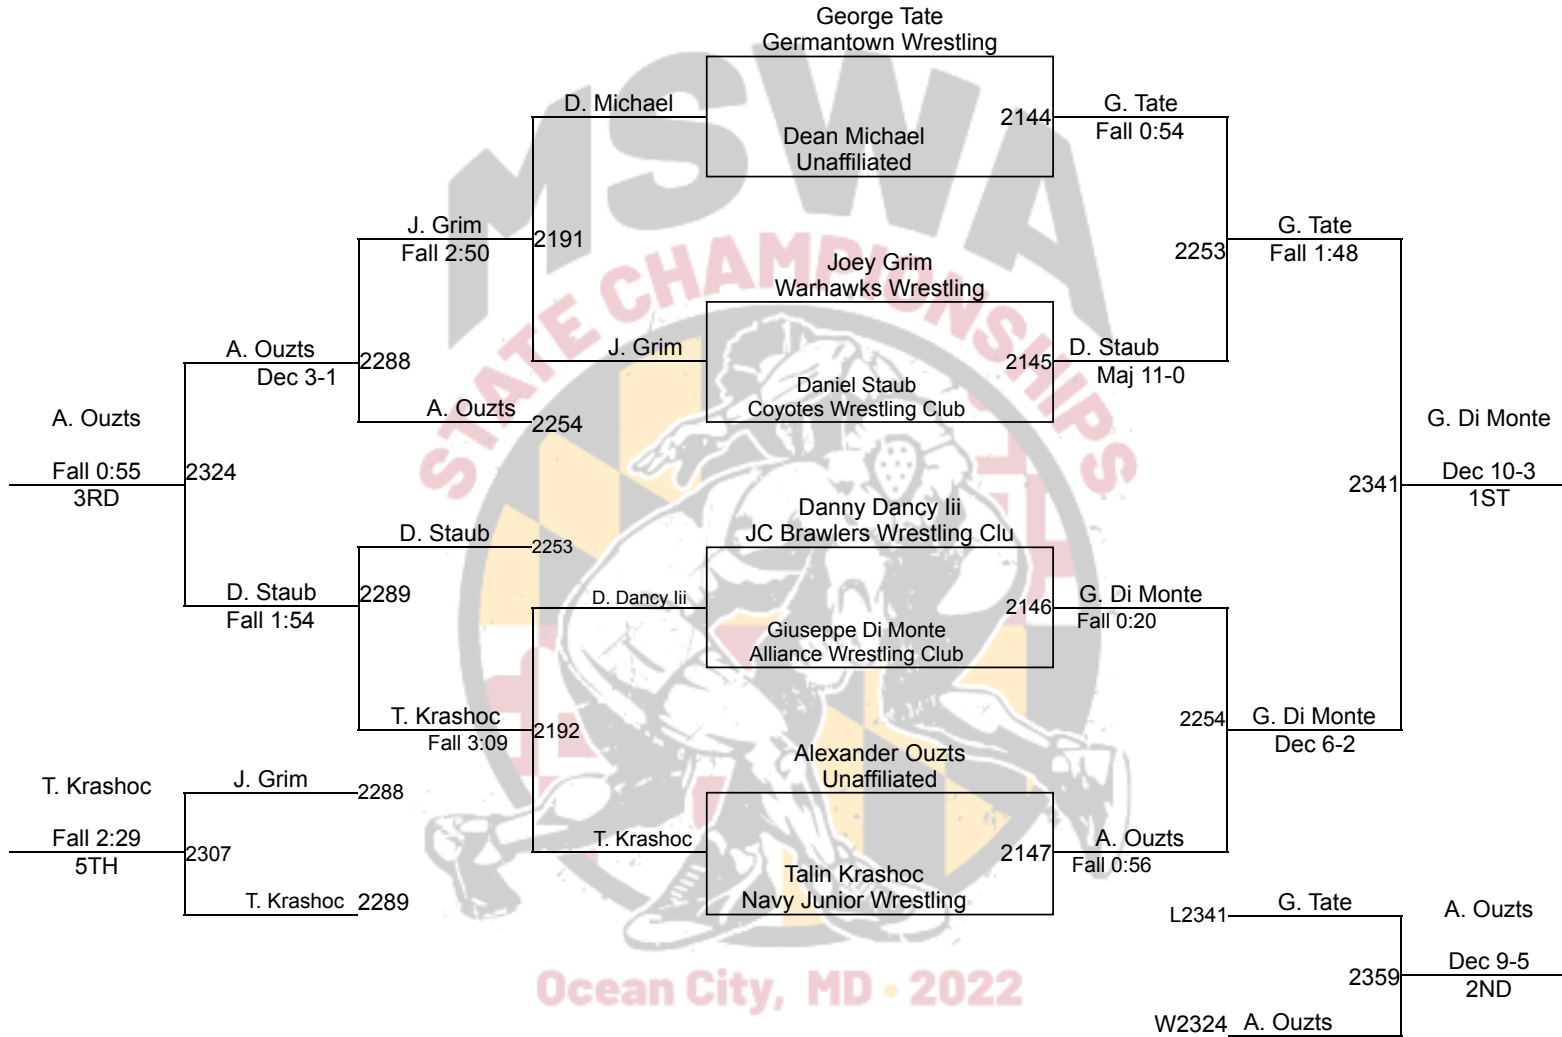 George Tate
Germantown Wrestling
D. Michael
2144
G. Tate
Fall 0:54
Dean Michael
Unaffiliated
J. Grim
Fall 2:50
2191
2253
G. Tate
Fall 1:48
Joey Grim
Warhawks Wrestling
A. Ouzts
Dec 3-1
2288
J. Grim
2145
D. Staub
Maj 11-0
Daniel Staub
Coyotes Wrestling Club
A. Ouzts
2254
A. Ouzts
Fall 0:55
3RD
2324
G. Di Monte
2341
Dec 10-3
1ST
Danny Dancy Iii
JC Brawlers Wrestling Clu
D. Staub
2253
D. Staub
Fall 1:54
2289
D. Dancy Iii
2146
G. Di Monte
Fall 0:20
Giuseppe Di Monte
Alliance Wrestling Club
T. Krashoc
Fall 3:09
2192
2254
G. Di Monte
Dec 6-2
Alexander Ouzts
Unaffiliated
T. Krashoc
Fall 2:29
5TH
J. Grim
2288
2307
T. Krashoc
2289
T. Krashoc
2147
A. Ouzts
Fall 0:56
Talin Krashoc
Navy Junior Wrestling
L2341
G. Tate
A. Ouzts
2359
Dec 9-5
2ND
W2324
A. Ouzts
MSWA
STATE CHAMPIONSHIPS
Ocean City, MD • 2022